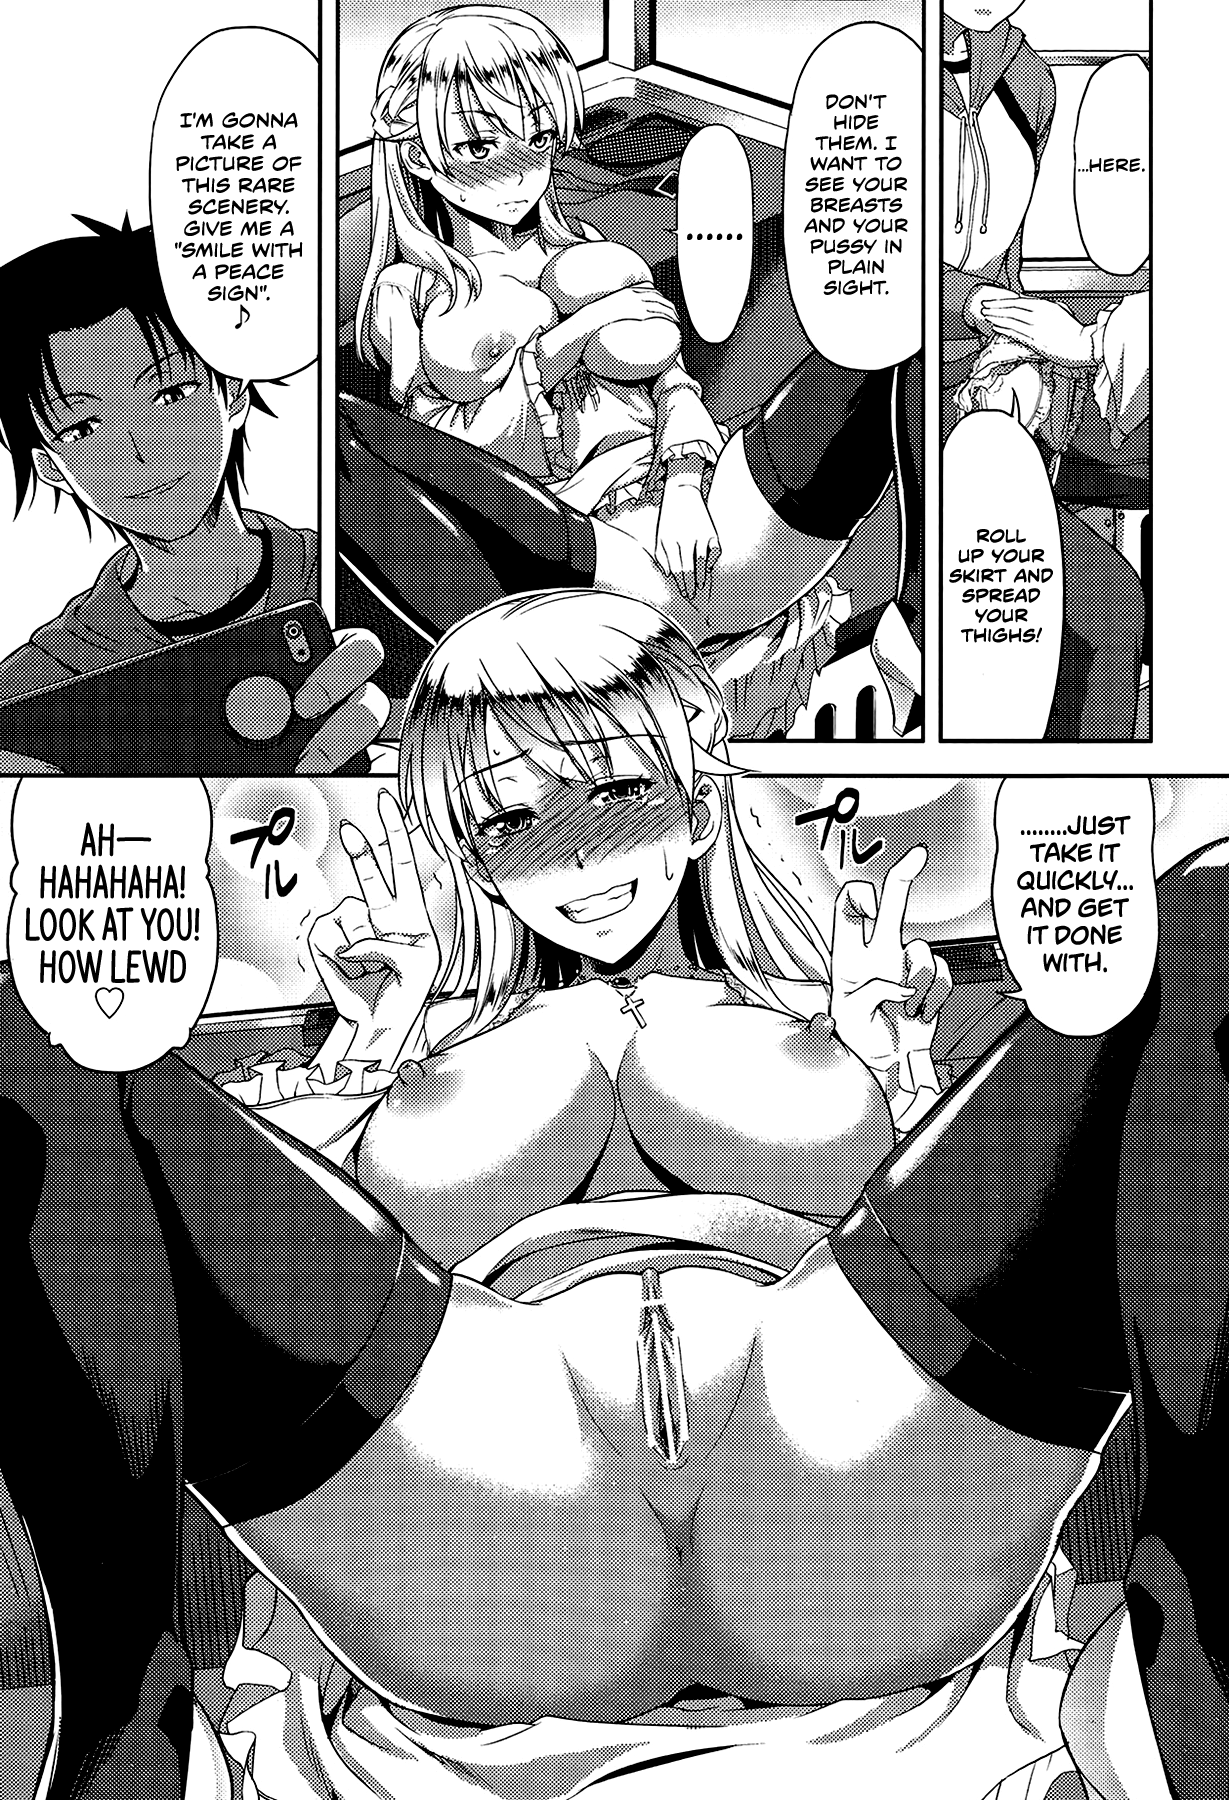 ...HERE.
ROLL
UP YOUR
SKIRT AND
SPREAD
YOUR
THIGHS!
DON'T
HIDE
THEM. I
WANT TO
SEE YOUR
BREASTS
AND YOUR
PUSSY IN
PLAIN
SIGHT.
......
I'M GONNA
TAKE A
PICTURE OF
THIS RARE
SCENERY.
GIVE ME A
"SMILE WITH
A PEACE
SIGN".
♪
........JUST
TAKE IT
QUICKLY...
AND GET
IT DONE
WITH.
プル
プル
AH—
HAHAHAHA!
LOOK AT YOU!
HOW LEWD
♡